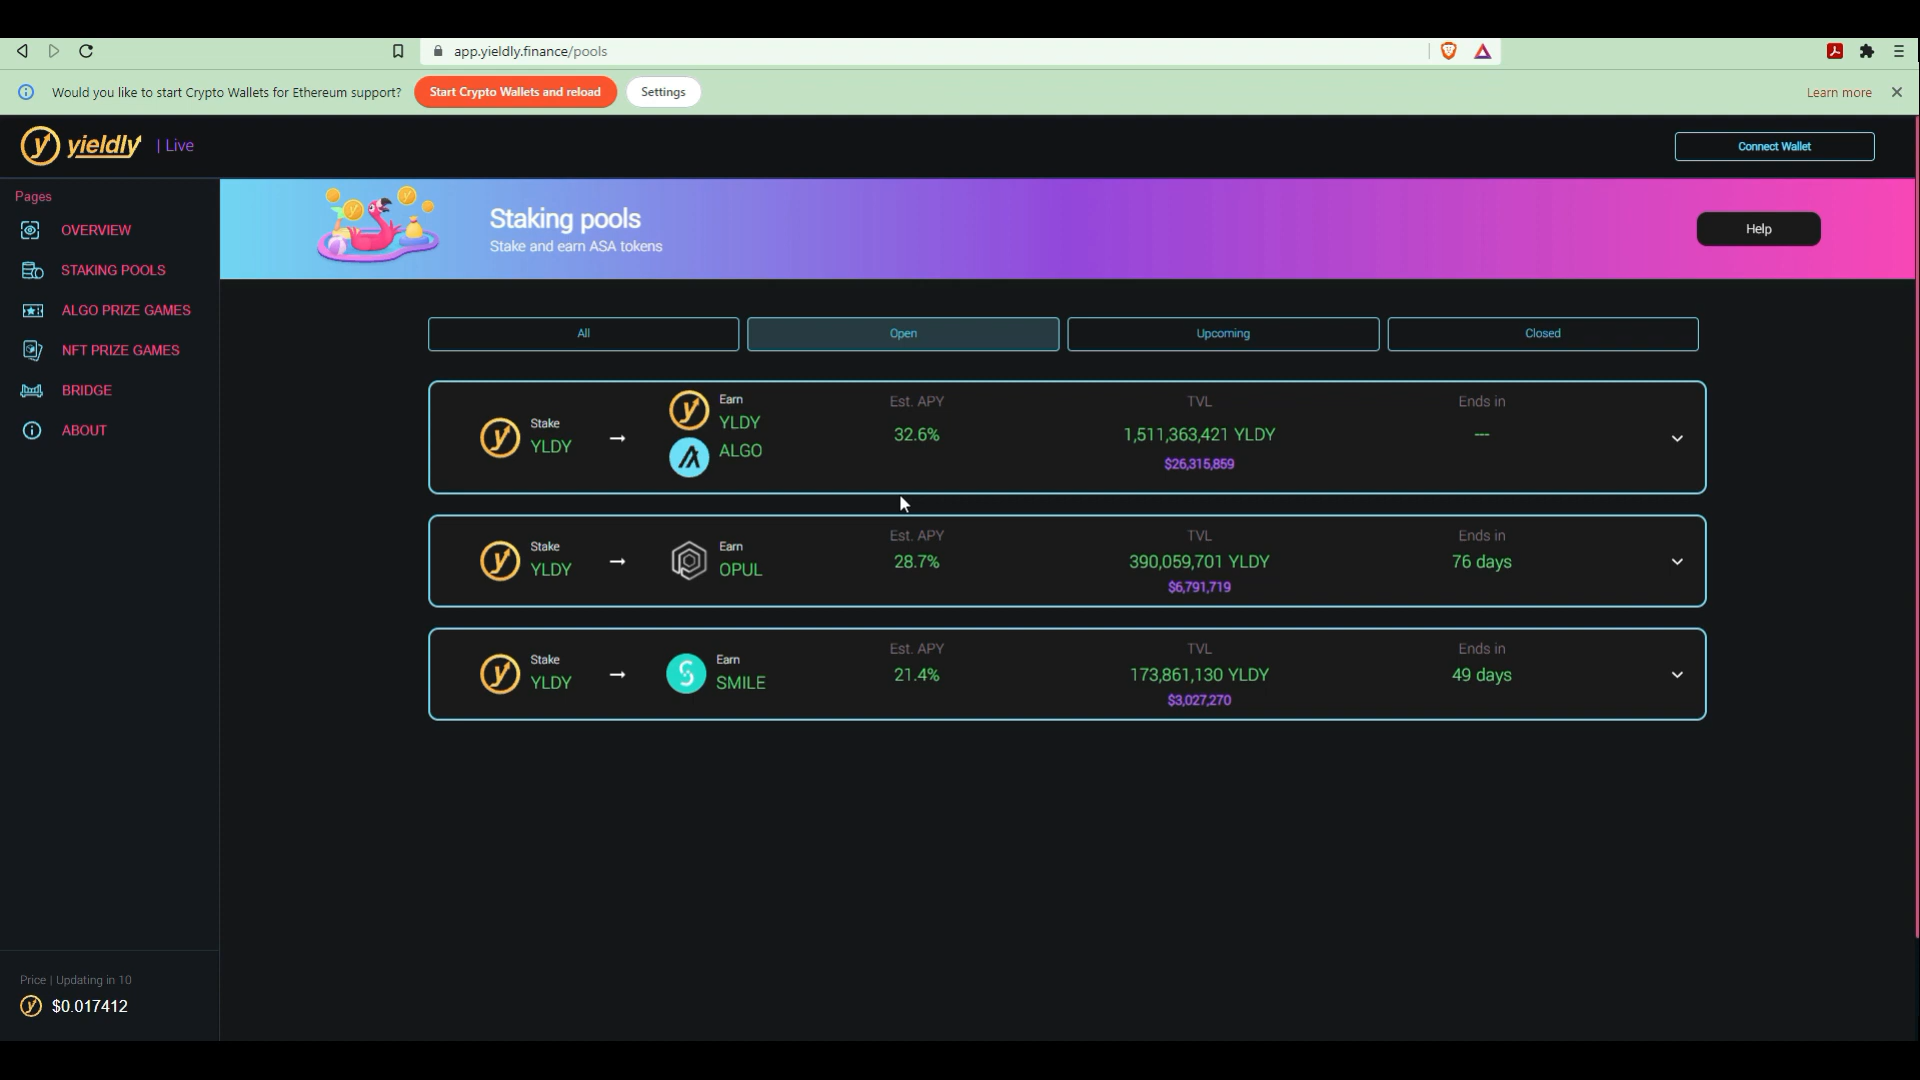 app.yieldly.finance/pools
Would you like to start Crypto Wallets for Ethereum support? Start Crypto Wallets and reload Settings Learn more
yieldly | Live
Connect Wallet
Pages
OVERVIEW
STAKING POOLS
ALGO PRIZE GAMES
NFT PRIZE GAMES
BRIDGE
ABOUT
Staking pools
Stake and earn ASA tokens
Help
All Open Upcoming Closed
Stake
YLDY
Earn
YLDY
ALGO
Est. APY
32.6%
TVL
1,511,363,421 YLDY
$26,315,859
Ends in
---
Stake
YLDY
Earn
OPUL
Est. APY
28.7%
TVL
390,059,701 YLDY
$6,791,719
Ends in
76 days
Stake
YLDY
Earn
SMILE
Est. APY
21.4%
TVL
173,861,130 YLDY
$3,027,270
Ends in
49 days
Price | Updating in 10
$0.017412